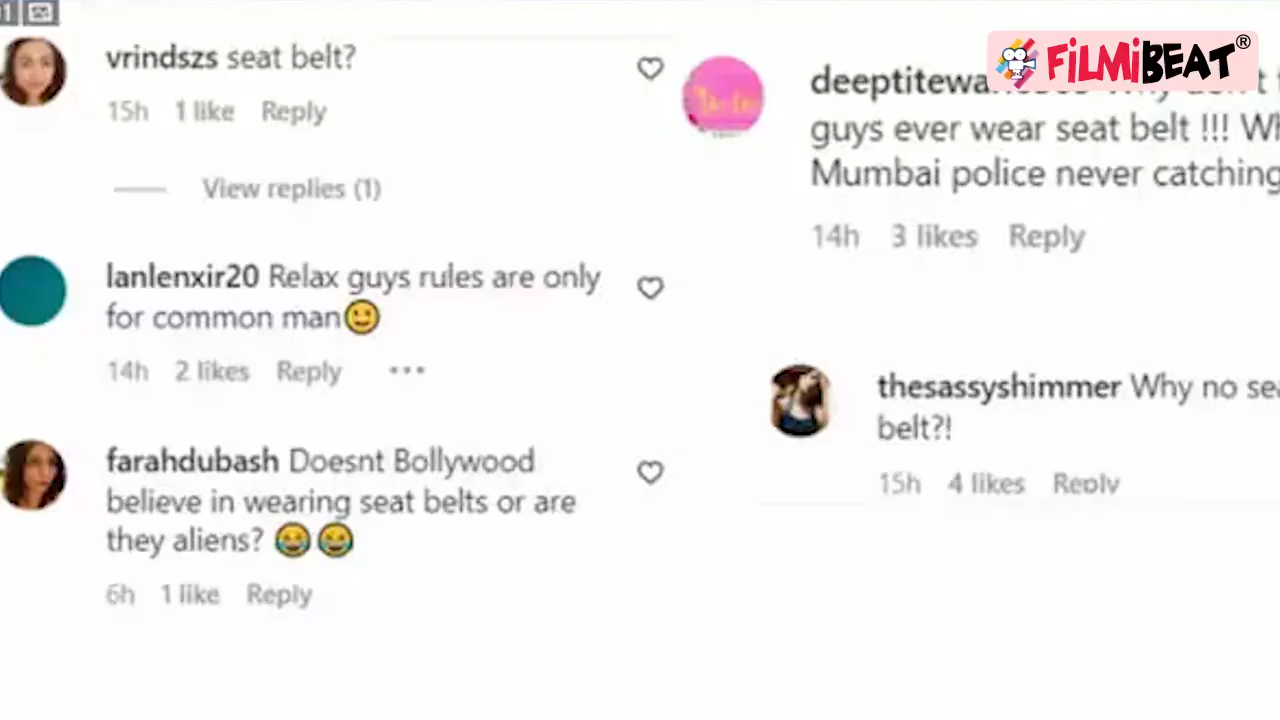 vrindszs seat belt?
15h 1 like Reply
View replies (1)
lanlenxir20 Relax guys rules are only
for common man
14h 2 likes Reply
farahdubash Doesnt Bollywood
believe in wearing seat belts or are
they aliens?
6h 1 like Reply
FiLMiBEAT®
guys ever wear seat belt !!! Wh
Mumbai police never catching
14h 3 likes Reply
thesassyshimmer Why no sea
belt?!
15h 4 likes Reply